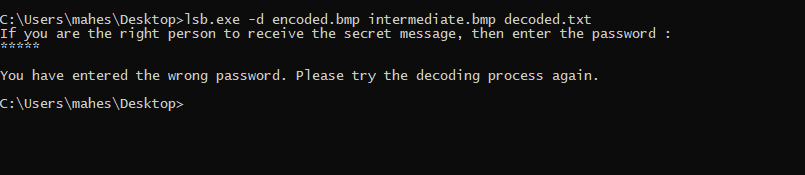 C:\Users\mahes\Desktop>lsb.exe -d encoded.bmp intermediate.bmp decoded.txt
If you are the right person to receive the secret message, then enter the password :
*****
You have entered the wrong password. Please try the decoding process again.
C:\Users\mahes\Desktop>